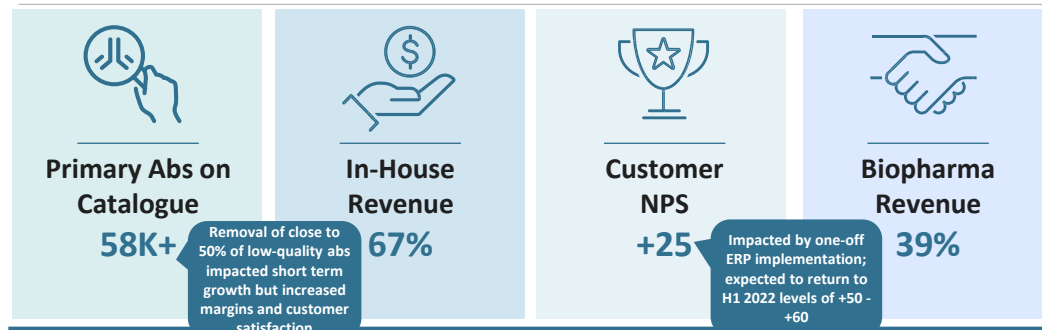 Primary Abs on
Catalogue
58K+
Removal of close to
50% of low-quality abs
impacted short term
growth but increased
margins and customer
satisfaction
In-House
Revenue
67%
$
Customer
NPS
+25
Impacted by one-off
ERP implementation;
expected to return to
H1 2022 levels of +50 -
+60
Biopharma
Revenue
39%